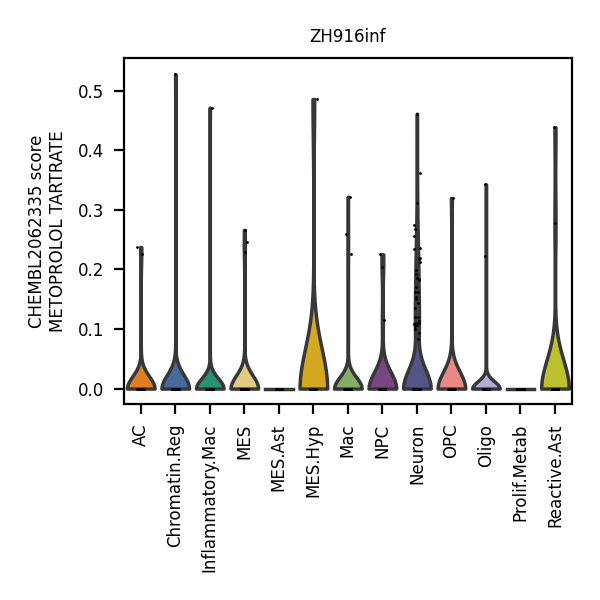 ZH916inf
CHEMBL2062335 score
METOPROLOL TARTRATE
0.5
0.4
0.3
0.2
0.1
0.0
AC
Chromatin.Reg
Inflammatory.Mac
MES
MES.Ast
MES.Hyp
Mac
NPC
Neuron
OPC
Oligo
Prolif.Metab
Reactive.Ast